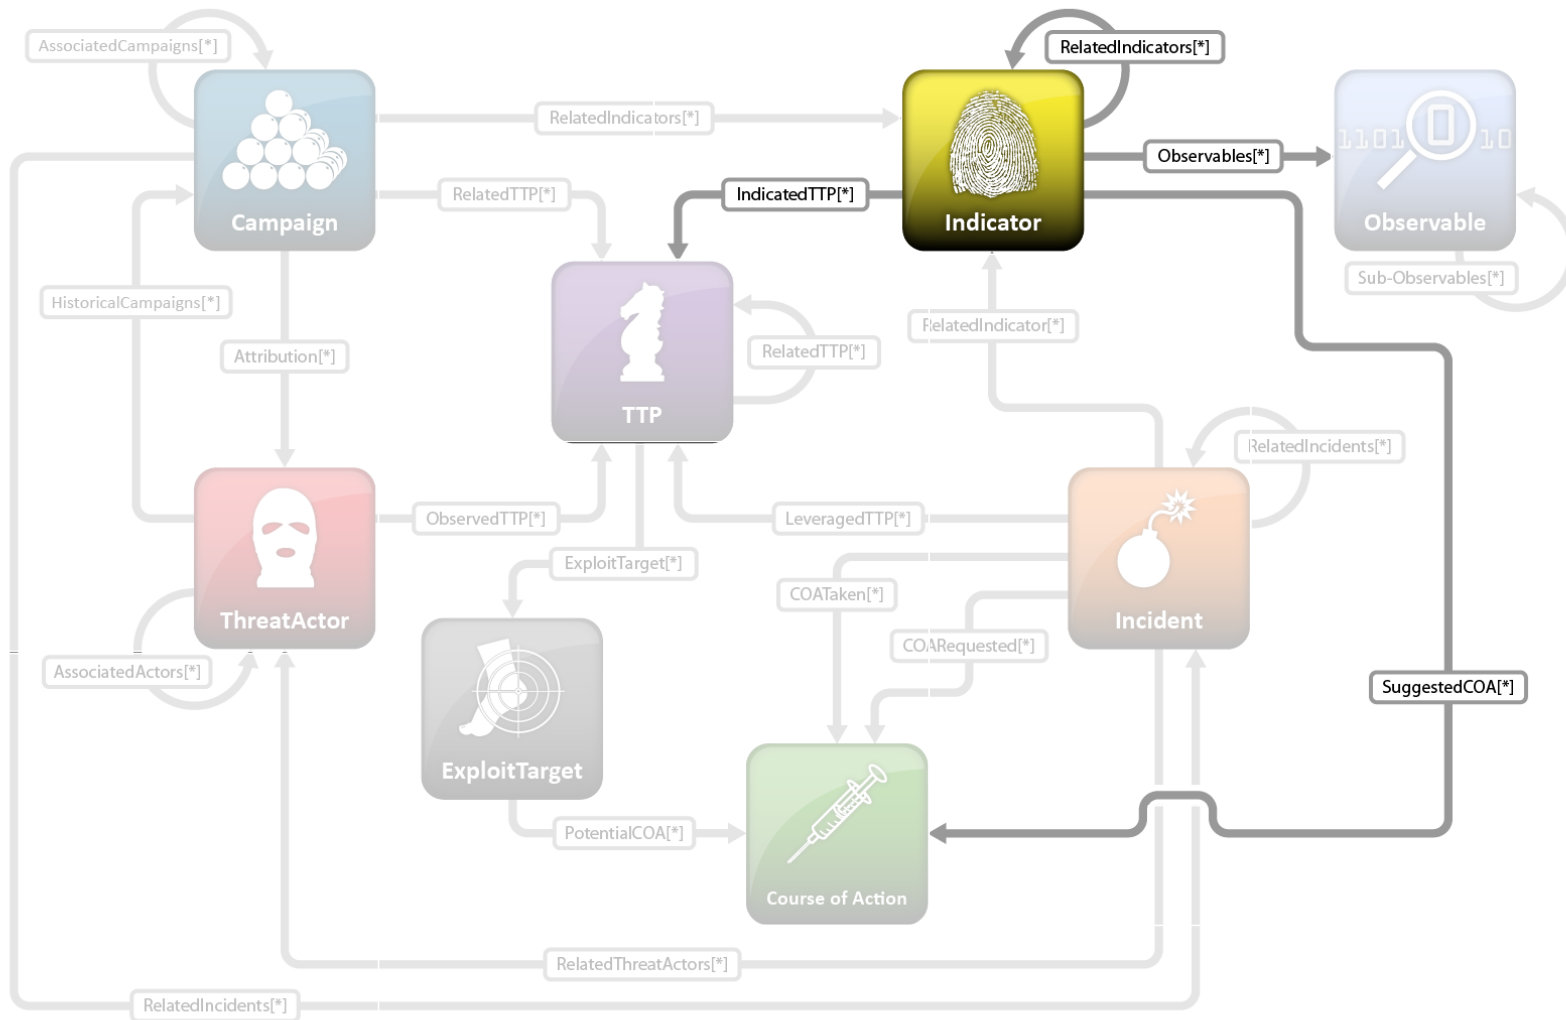 AssociatedCampaigns[*]
RelatedIndicators[*]
RelatedIndicators[*]
Campaign
Indicator
Observables[*]
1101 0 10
Observable
RelatedTTP[*]
IndicatedTTP[*]
Sub-Observables[*]
HistoricalCampaigns[*]
Attribution[*]
TTP
RelatedTTP[*]
RelatedIndicator[*]
RelatedIncidents[*]
ThreatActor
ObservedTTP[*]
LeveragedTTP[*]
Incident
ExploitTarget[*]
COATaken[*]
COARequested[*]
AssociatedActors[*]
SuggestedCOA[*]
ExploitTarget
PotentialCOA[*]
Course of Action
RelatedThreatActors[*]
RelatedIncidents[*]